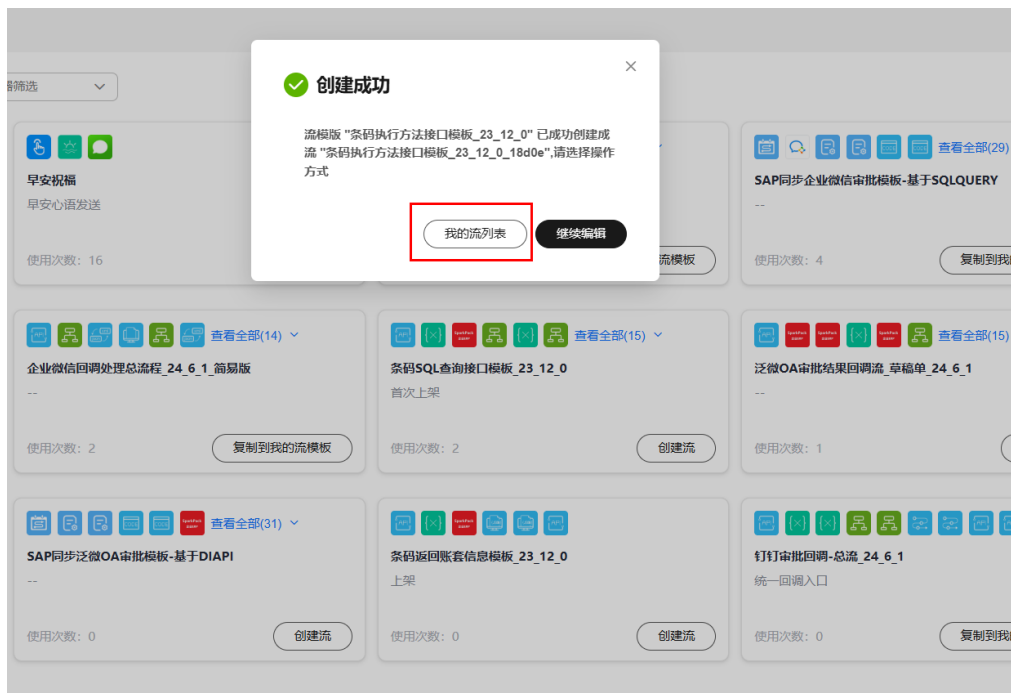 创建成功
流模版 "条码执行方法接口模板_23_12_0" 已成功创建成
流 "条码执行方法接口模板_23_12_0_18d0e",请选择操作
方式
我的流列表
继续编辑
筛选
早安祝福
早安心语发送
使用次数：16
流模板
查看全部(29)
SAP同步企业微信审批模板-基于SQLQUERY
--
使用次数：4
复制到我
查看全部(14)
企业微信回调处理总流程_24_6_1_简易版
--
使用次数：2
复制到我的流模板
查看全部(15)
条码SQL查询接口模板_23_12_0
首次上架
使用次数：2
创建流
查看全部(15)
泛微OA审批结果回调流_草稿单_24_6_1
--
使用次数：1
查看全部(31)
SAP同步泛微OA审批模板-基于DIAPI
--
使用次数：0
创建流
条码返回账套信息模板_23_12_0
上架
使用次数：0
创建流
钉钉审批回调-总流_24_6_1
统一回调入口
使用次数：0
复制到我